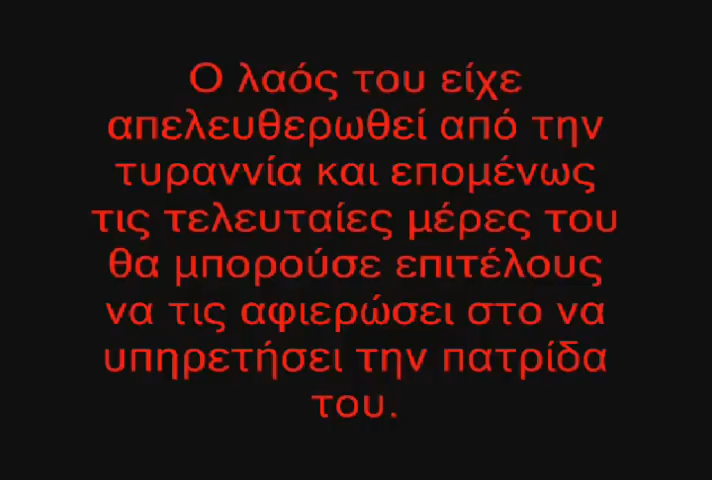 Ο λαός του είχε
απελευθερωθεί από την
τυραννία και επομένως
τις τελευταίες μέρες του
θα μπορούσε επιτέλους
να τις αφιερώσει στο να
υπηρετήσει την πατρίδα
του.